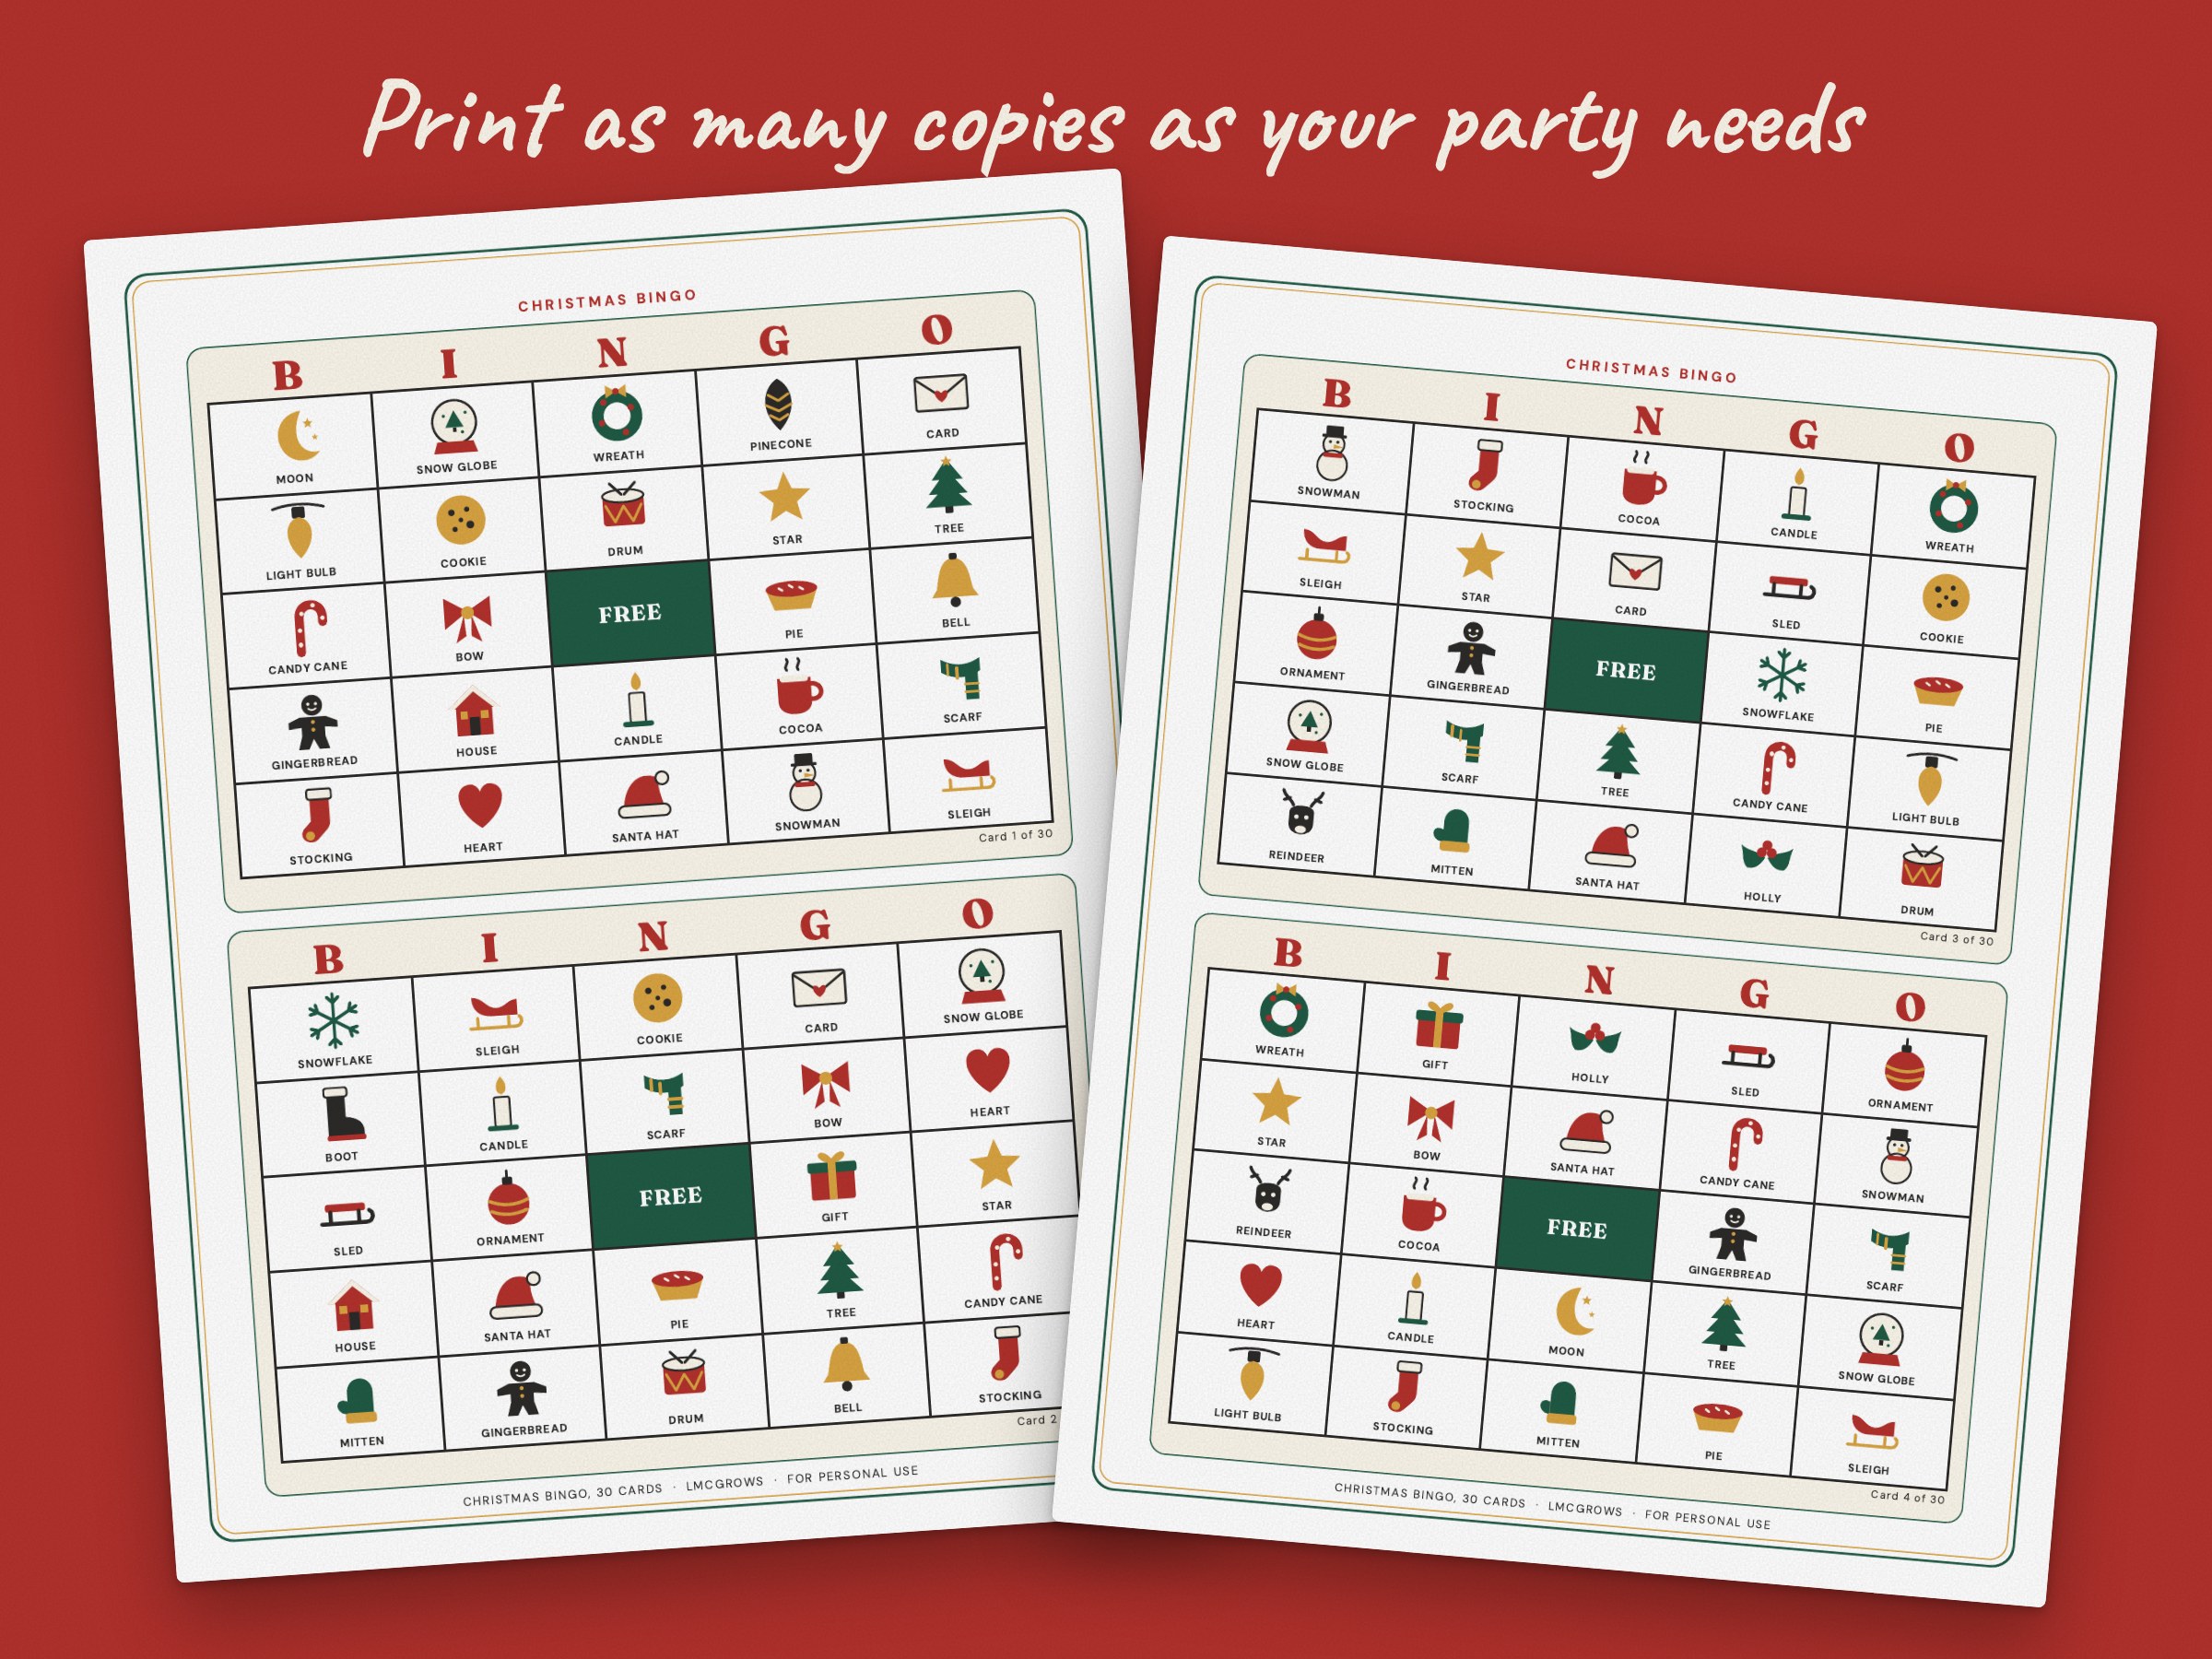 Print as many copies as your party needs
CHRISTMAS BINGO
B I N G O
MOON SNOW GLOBE WREATH PINECONE CARD
LIGHT BULB COOKIE DRUM STAR TREE
CANDY CANE BOW FREE PIE BELL
GINGERBREAD HOUSE CANDLE COCOA SCARF
STOCKING HEART SANTA HAT SNOWMAN SLEIGH
Card 1 of 30
B I N G O
SNOWFLAKE SLEIGH COOKIE CARD SNOW GLOBE
BOOT CANDLE SCARF BOW HEART
SLED ORNAMENT FREE GIFT STAR
HOUSE SANTA HAT PIE TREE CANDY CANE
MITTEN GINGERBREAD DRUM BELL STOCKING
Card 2
CHRISTMAS BINGO, 30 CARDS · LMCGROWS · FOR PERSONAL USE
CHRISTMAS BINGO
B I N G O
SNOWMAN STOCKING COCOA CANDLE WREATH
SLEIGH STAR CARD SLED COOKIE
ORNAMENT GINGERBREAD FREE SNOWFLAKE PIE
SNOW GLOBE SCARF TREE CANDY CANE LIGHT BULB
REINDEER MITTEN SANTA HAT HOLLY DRUM
Card 3 of 30
B I N G O
WREATH GIFT HOLLY SLED ORNAMENT
STAR BOW SANTA HAT CANDY CANE SNOWMAN
REINDEER COCOA FREE GINGERBREAD SCARF
HEART CANDLE MOON TREE SNOW GLOBE
LIGHT BULB STOCKING MITTEN PIE SLEIGH
Card 4 of 30
CHRISTMAS BINGO, 30 CARDS · LMCGROWS · FOR PERSONAL USE